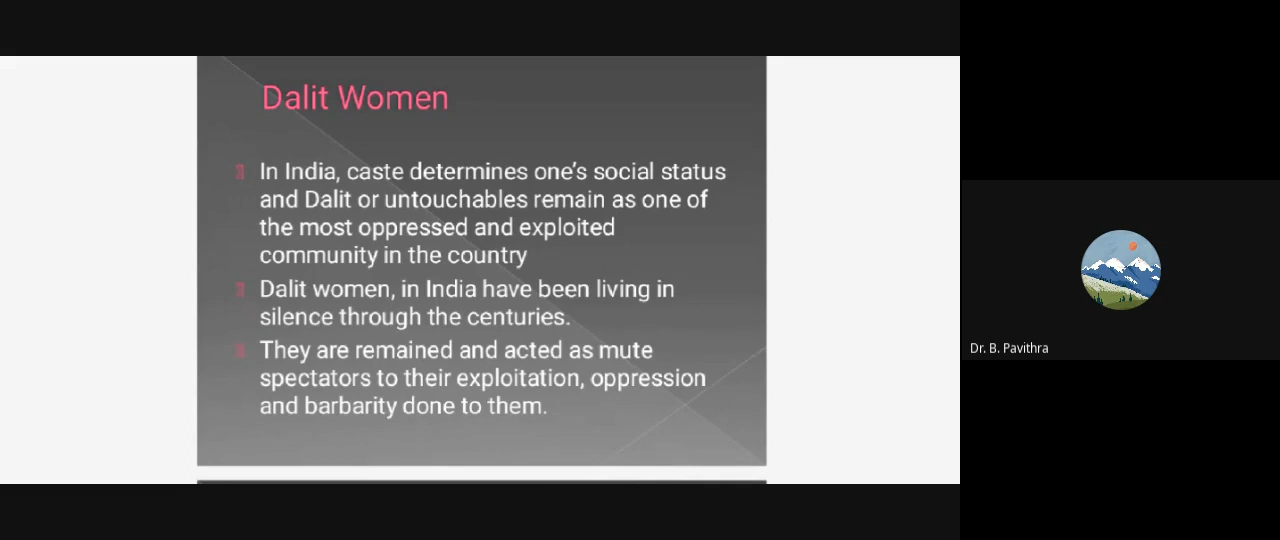 Dalit Women
In India, caste determines one’s social status
and Dalit or untouchables remain as one of
the most oppressed and exploited
community in the country
Dalit women, in India have been living in
silence through the centuries.
They are remained and acted as mute
spectators to their exploitation, oppression
and barbarity done to them.
Dr. B. Pavithra